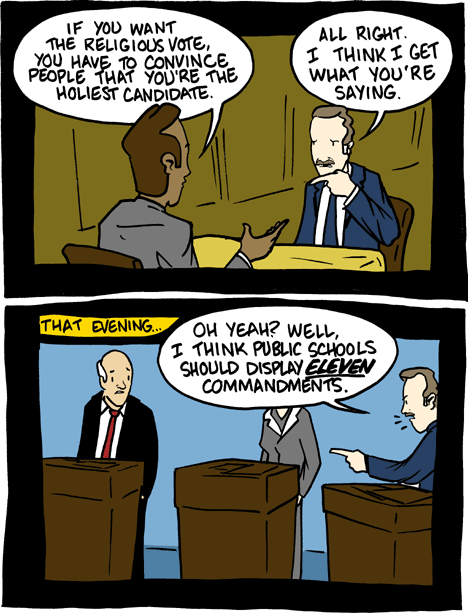 IF YOU WANT
THE RELIGIOUS VOTE,
YOU HAVE TO CONVINCE
PEOPLE THAT YOU'RE THE
HOLIEST CANDIDATE.
ALL RIGHT.
I THINK I GET
WHAT YOU'RE
SAYING.
THAT EVENING...
OH YEAH? WELL,
I THINK PUBLIC SCHOOLS
SHOULD DISPLAY ELEVEN
COMMANDMENTS.